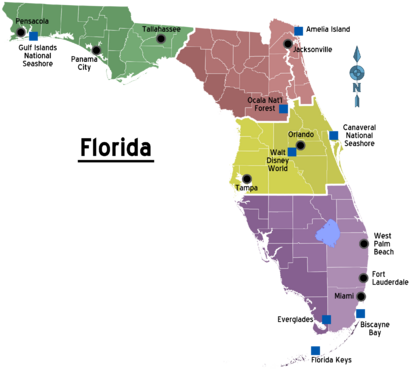 Pensacola
Gulf Islands
National
Seashore
Panama
City
Tallahassee
Amelia Island
Jacksonville
Ocala Nat'l
Forest
Florida
Orlando
Walt
Disney
World
Canaveral
National
Seashore
Tampa
West
Palm
Beach
Fort
Lauderdale
Miami
Everglades
Biscayne
Bay
Florida Keys